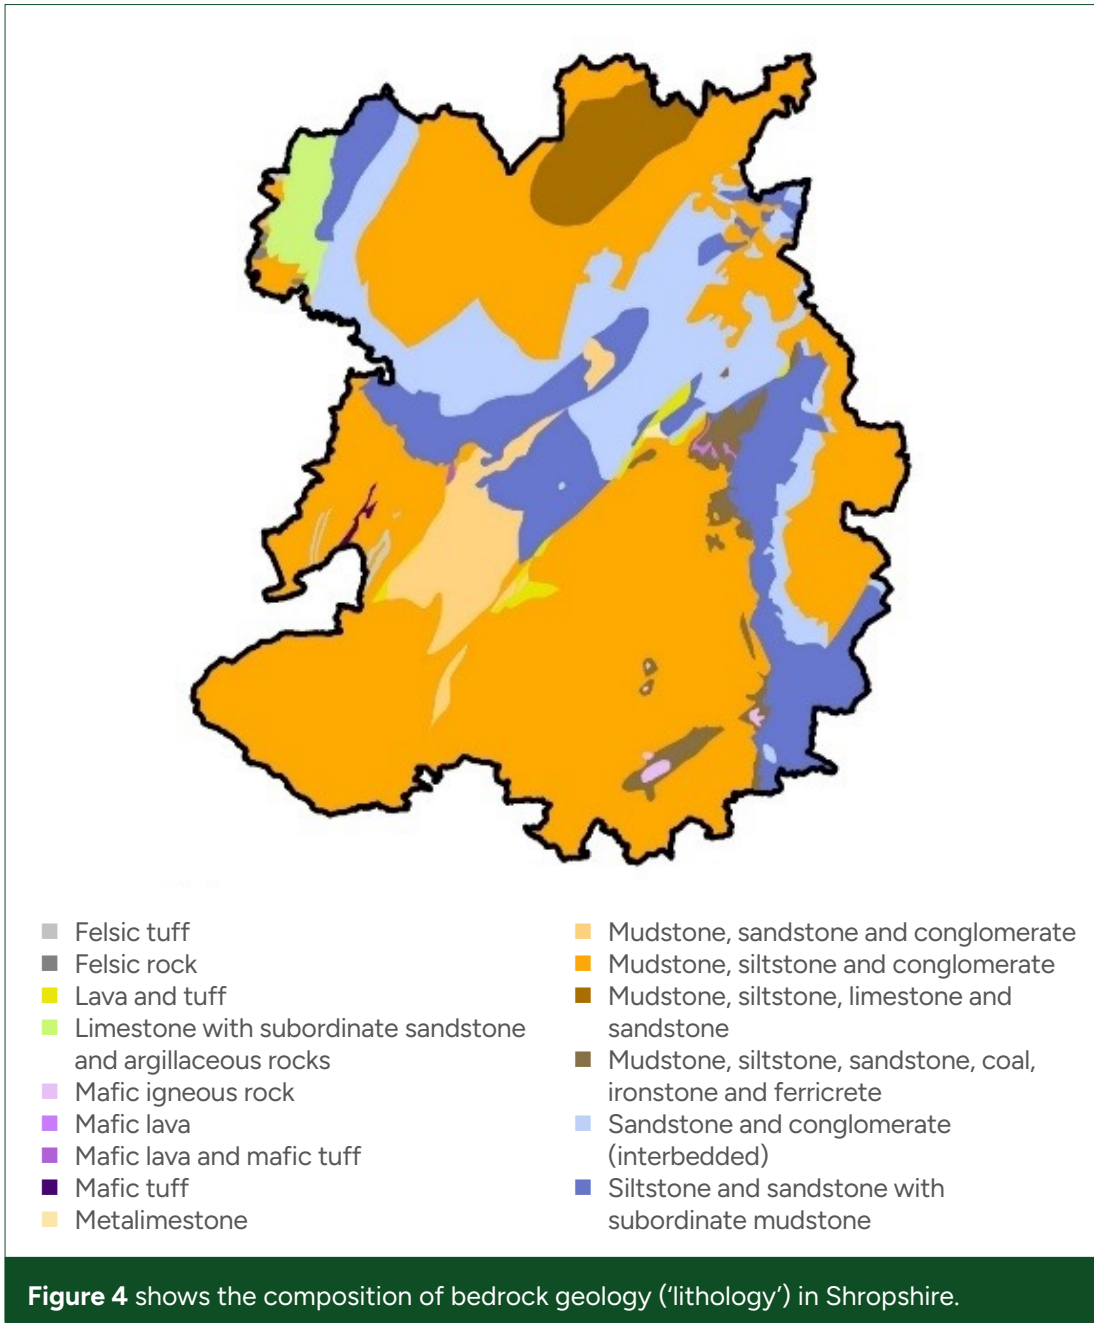 Felsic tuff
Felsic rock
Lava and tuff
Limestone with subordinate sandstone
and argillaceous rocks
Mafic igneous rock
Mafic lava
Mafic lava and mafic tuff
Mafic tuff
Metalimestone
Mudstone, sandstone and conglomerate
Mudstone, siltstone and conglomerate
Mudstone, siltstone, limestone and
sandstone
Mudstone, siltstone, sandstone, coal,
ironstone and ferricrete
Sandstone and conglomerate
(interbedded)
Siltstone and sandstone with
subordinate mudstone
Figure 4 shows the composition of bedrock geology (‘lithology’) in Shropshire.